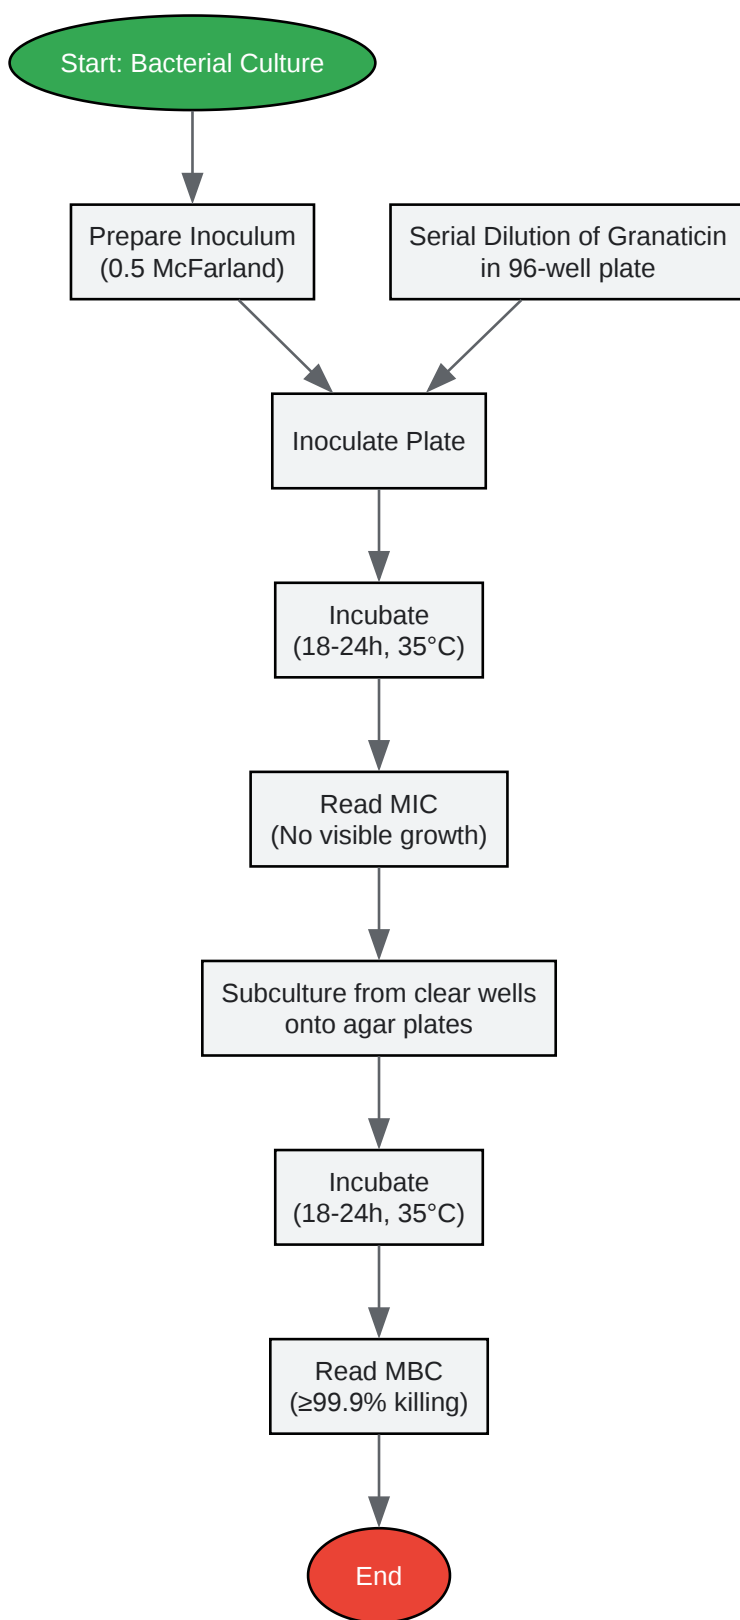 Start: Bacterial Culture
Prepare Inoculum
(0.5 McFarland)
Serial Dilution of Granaticin
in 96-well plate
Inoculate Plate
Incubate
(18-24h, 35°C)
Read MIC
(No visible growth)
Subculture from clear wells
onto agar plates
Incubate
(18-24h, 35°C)
Read MBC
(≥99.9% killing)
End